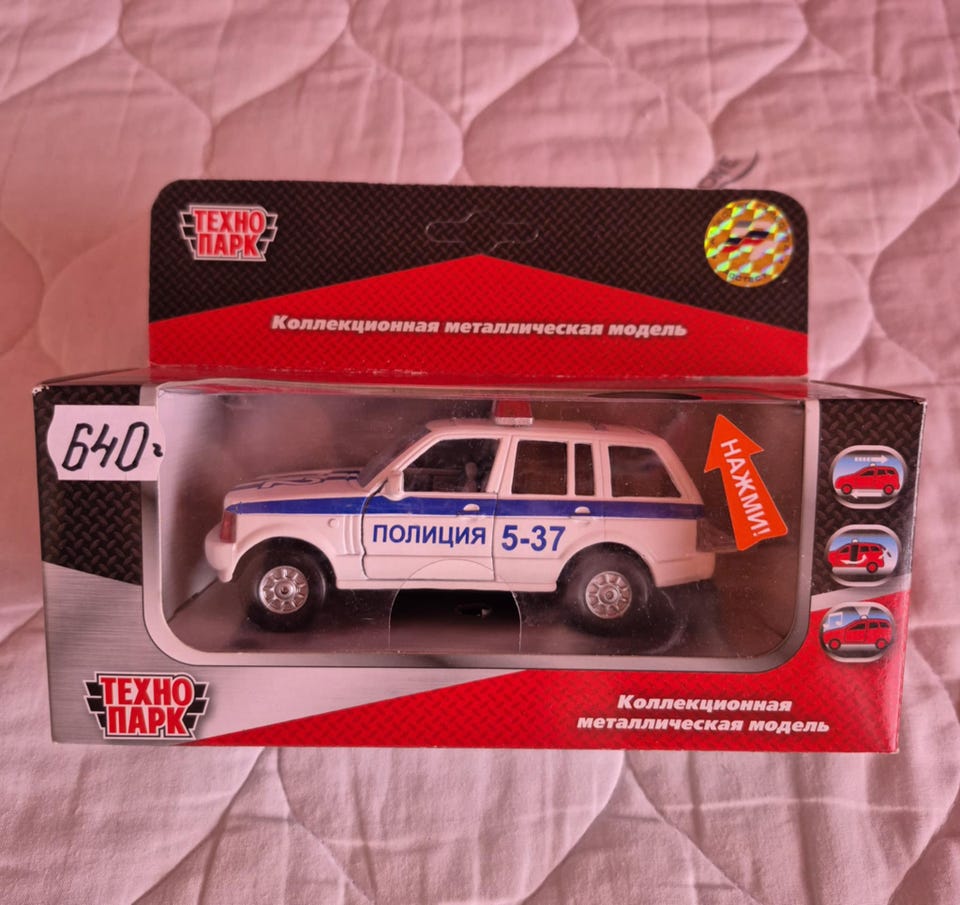 ТЕХНО
ПАРК
Коллекционная металлическая модель
640
НАЖМИ!
ПОЛИЦИЯ 5-37
ТЕХНО
ПАРК
Коллекционная
металлическая модель